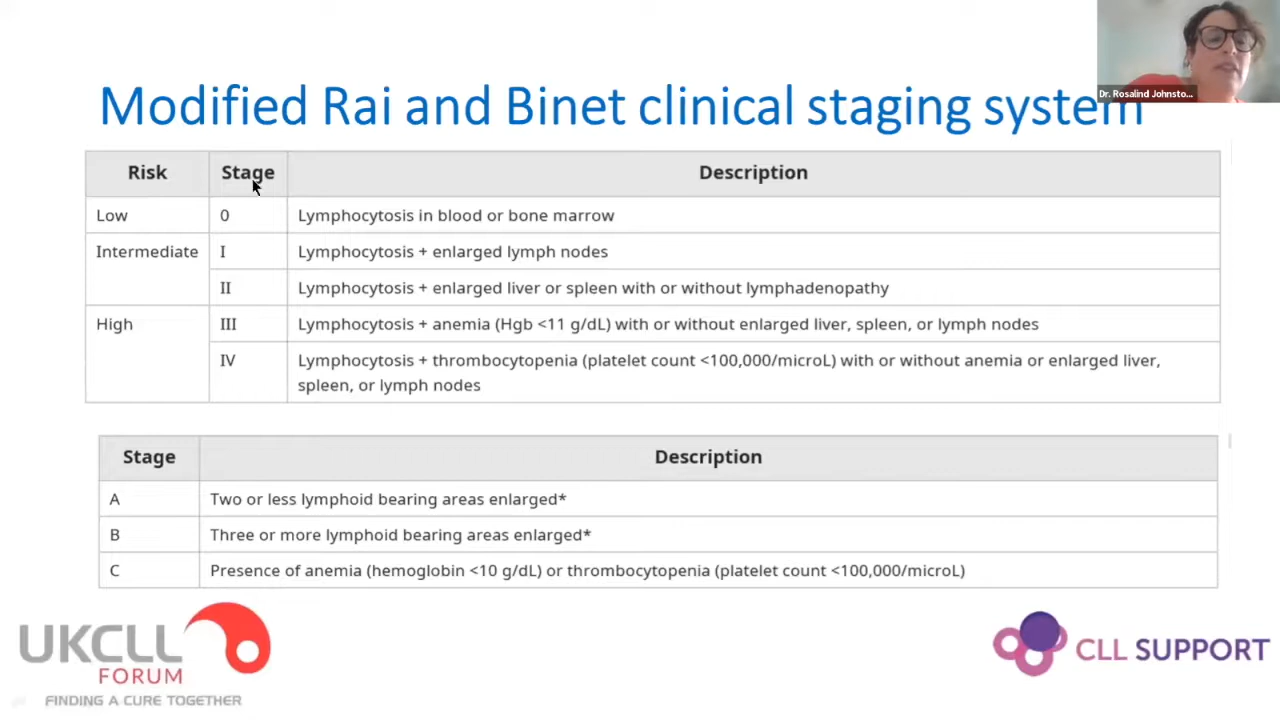 Modified Rai and Binet clinical staging system
Dr. Rosalind Johnsto...
Risk Stage Description
Low 0 Lymphocytosis in blood or bone marrow
Intermediate I Lymphocytosis + enlarged lymph nodes
II Lymphocytosis + enlarged liver or spleen with or without lymphadenopathy
High III Lymphocytosis + anemia (Hgb <11 g/dL) with or without enlarged liver, spleen, or lymph nodes
IV Lymphocytosis + thrombocytopenia (platelet count <100,000/microL) with or without anemia or enlarged liver,
spleen, or lymph nodes
Stage Description
A Two or less lymphoid bearing areas enlarged*
B Three or more lymphoid bearing areas enlarged*
C Presence of anemia (hemoglobin <10 g/dL) or thrombocytopenia (platelet count <100,000/microL)
UKCLL
FORUM
FINDING A CURE TOGETHER
CLL SUPPORT